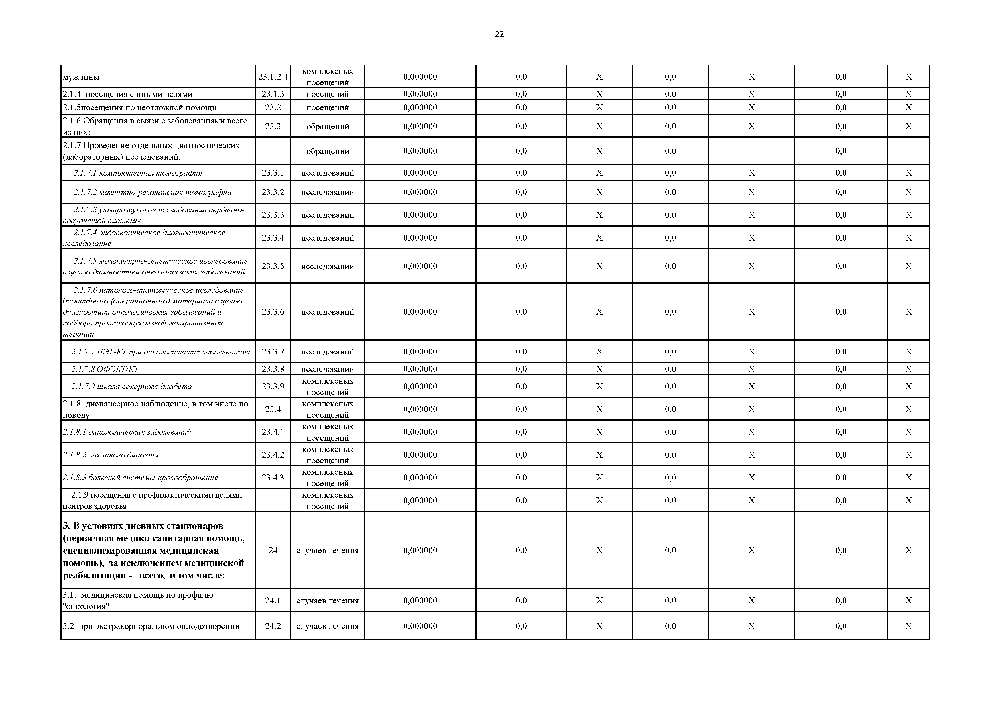 22
мужчины 23.1.2.4 комплексных посещений 0,000000 0,0 X 0,0 X 0,0 X
2.1.4. посещения с иными целями 23.1.3 посещений 0,000000 0,0 X 0,0 X 0,0 X
2.1.5посещения по неотложной помощи 23.2 посещений 0,000000 0,0 X 0,0 X 0,0 X
2.1.6 Обращения в сыязи с заболеваниями всего,
из них: 23.3 обращений 0,000000 0,0 X 0,0 X 0,0 X
2.1.7 Проведение отдельных диагностических
(лабораторных) исследований: обращений 0,000000 0,0 X 0,0 0,0
2.1.7.1 компьютерная томография 23.3.1 исследований 0,000000 0,0 X 0,0 X 0,0 X
2.1.7.2 магнитно-резонансная томография 23.3.2 исследований 0,000000 0,0 X 0,0 X 0,0 X
2.1.7.3 ультразвуковое исследование сердечно-
сосудистой системы 23.3.3 исследований 0,000000 0,0 X 0,0 X 0,0 X
2.1.7.4 эндоскопическое диагностическое
исследование 23.3.4 исследований 0,000000 0,0 X 0,0 X 0,0 X
2.1.7.5 молекулярно-генетическое исследование
с целью диагностики онкологических заболеваний 23.3.5 исследований 0,000000 0,0 X 0,0 X 0,0 X
2.1.7.6 патолого-анатомическое исследование
биопсийного (операционного) материала с целью
диагностики онкологических заболеваний и
подбора противоопухолевой лекарственной
терапии 23.3.6 исследований 0,000000 0,0 X 0,0 X 0,0 X
2.1.7.7 ПЭТ-КТ при онкологических заболеваниях 23.3.7 исследований 0,000000 0,0 X 0,0 X 0,0 X
2.1.7.8 ОФЭКТ/КТ 23.3.8 исследований 0,000000 0,0 X 0,0 X 0,0 X
2.1.7.9 школа сахарного диабета 23.3.9 комплексных посещений 0,000000 0,0 X 0,0 X 0,0 X
2.1.8. диспансерное наблюдение, в том числе по
поводу 23.4 комплексных посещений 0,000000 0,0 X 0,0 X 0,0 X
2.1.8.1 онкологических заболеваний 23.4.1 комплексных посещений 0,000000 0,0 X 0,0 X 0,0 X
2.1.8.2 сахарного диабета 23.4.2 комплексных посещений 0,000000 0,0 X 0,0 X 0,0 X
2.1.8.3 болезней системы кровообращения 23.4.3 комплексных посещений 0,000000 0,0 X 0,0 X 0,0 X
2.1.9 посещения с профилактическими целями
центров здоровья комплексных посещений 0,000000 0,0 X 0,0 X 0,0 X
3. В условиях дневных стационаров
(первичная медико-санитарная помощь,
специализированная медицинская
помощь), за исключением медицинской
реабилитации - всего, в том числе: 24 случаев лечения 0,000000 0,0 X 0,0 X 0,0 X
3.1. медицинская помощь по профилю
"онкология" 24.1 случаев лечения 0,000000 0,0 X 0,0 X 0,0 X
3.2 при экстракорпоральном оплодотворении 24.2 случаев лечения 0,000000 0,0 X 0,0 X 0,0 X